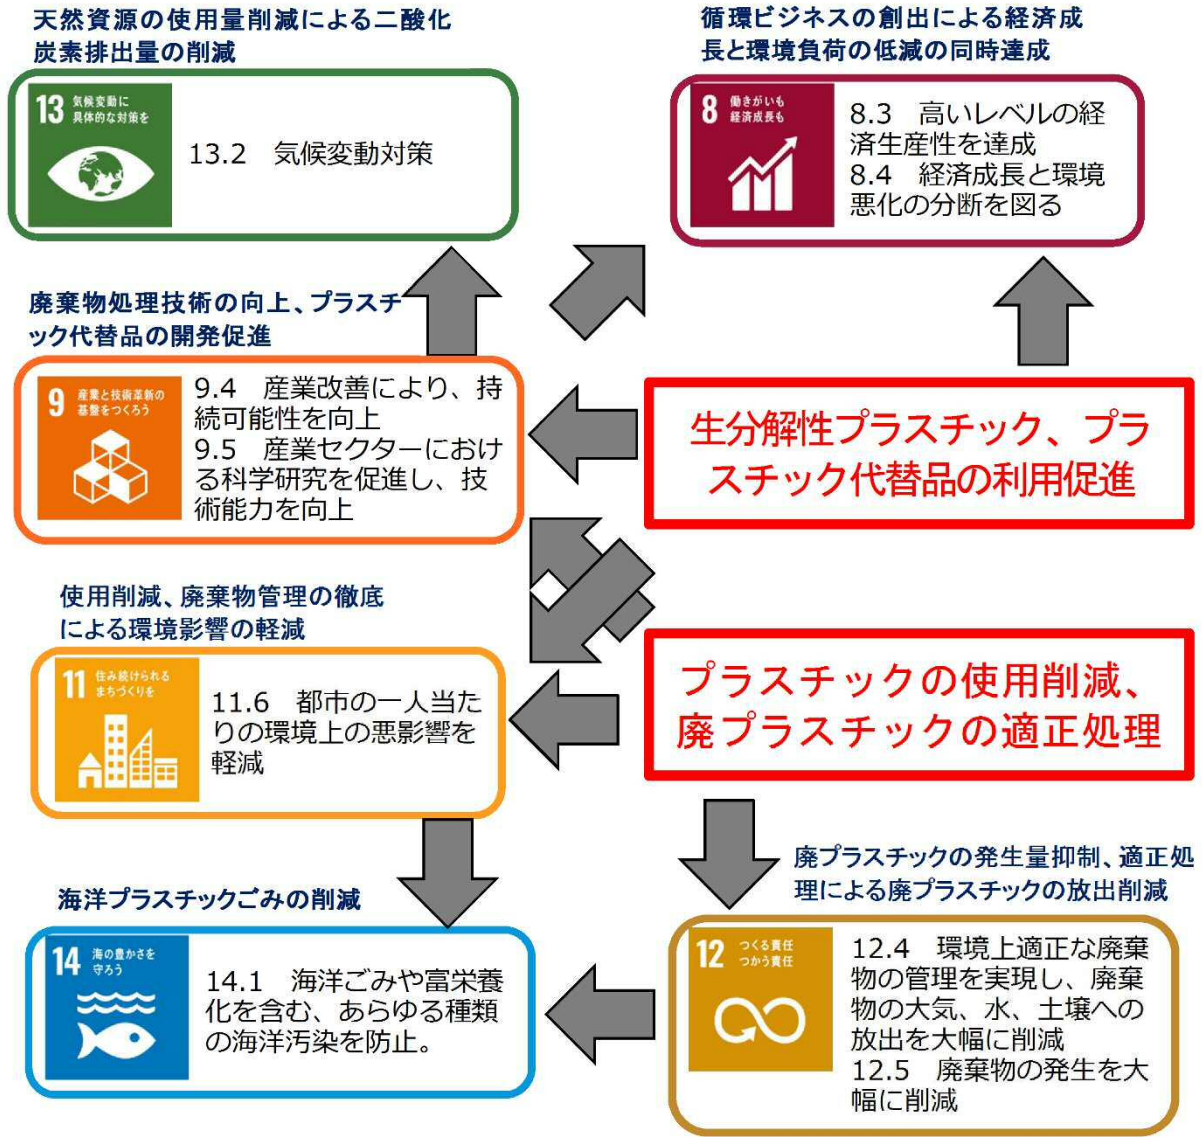 天然資源の使用量削減による二酸化
炭素排出量の削減
13 気候変動に
具体的な対策を
13.2 気候変動対策
循環ビジネスの創出による経済成
長と環境負荷の低減の同時達成
8 働きがいも
経済成長も
8.3 高いレベルの経
済生産性を達成
8.4 経済成長と環境
悪化の分断を図る
廃棄物処理技術の向上、プラスチ
ック代替品の開発促進
9 産業と技術革新の
基盤をつくろう
9.4 産業改善により、持
続可能性を向上
9.5 産業セクターにおけ
る科学研究を促進し、技
術能力を向上
生分解性プラスチック、プラ
スチック代替品の利用促進
使用削減、廃棄物管理の徹底
による環境影響の軽減
11 住み続けられる
まちづくりを
11.6 都市の一人当た
りの環境上の悪影響を
軽減
プラスチックの使用削減、
廃プラスチックの適正処理
海洋プラスチックごみの削減
14 海の豊かさを
守ろう
14.1 海洋ごみや富栄養
化を含む、あらゆる種類
の海洋汚染を防止。
廃プラスチックの発生量抑制、適正処
理による廃プラスチックの放出削減
12 つくる責任
つかう責任
12.4 環境上適正な廃棄
物の管理を実現し、廃棄
物の大気、水、土壌への
放出を大幅に削減
12.5 廃棄物の発生を大
幅に削減